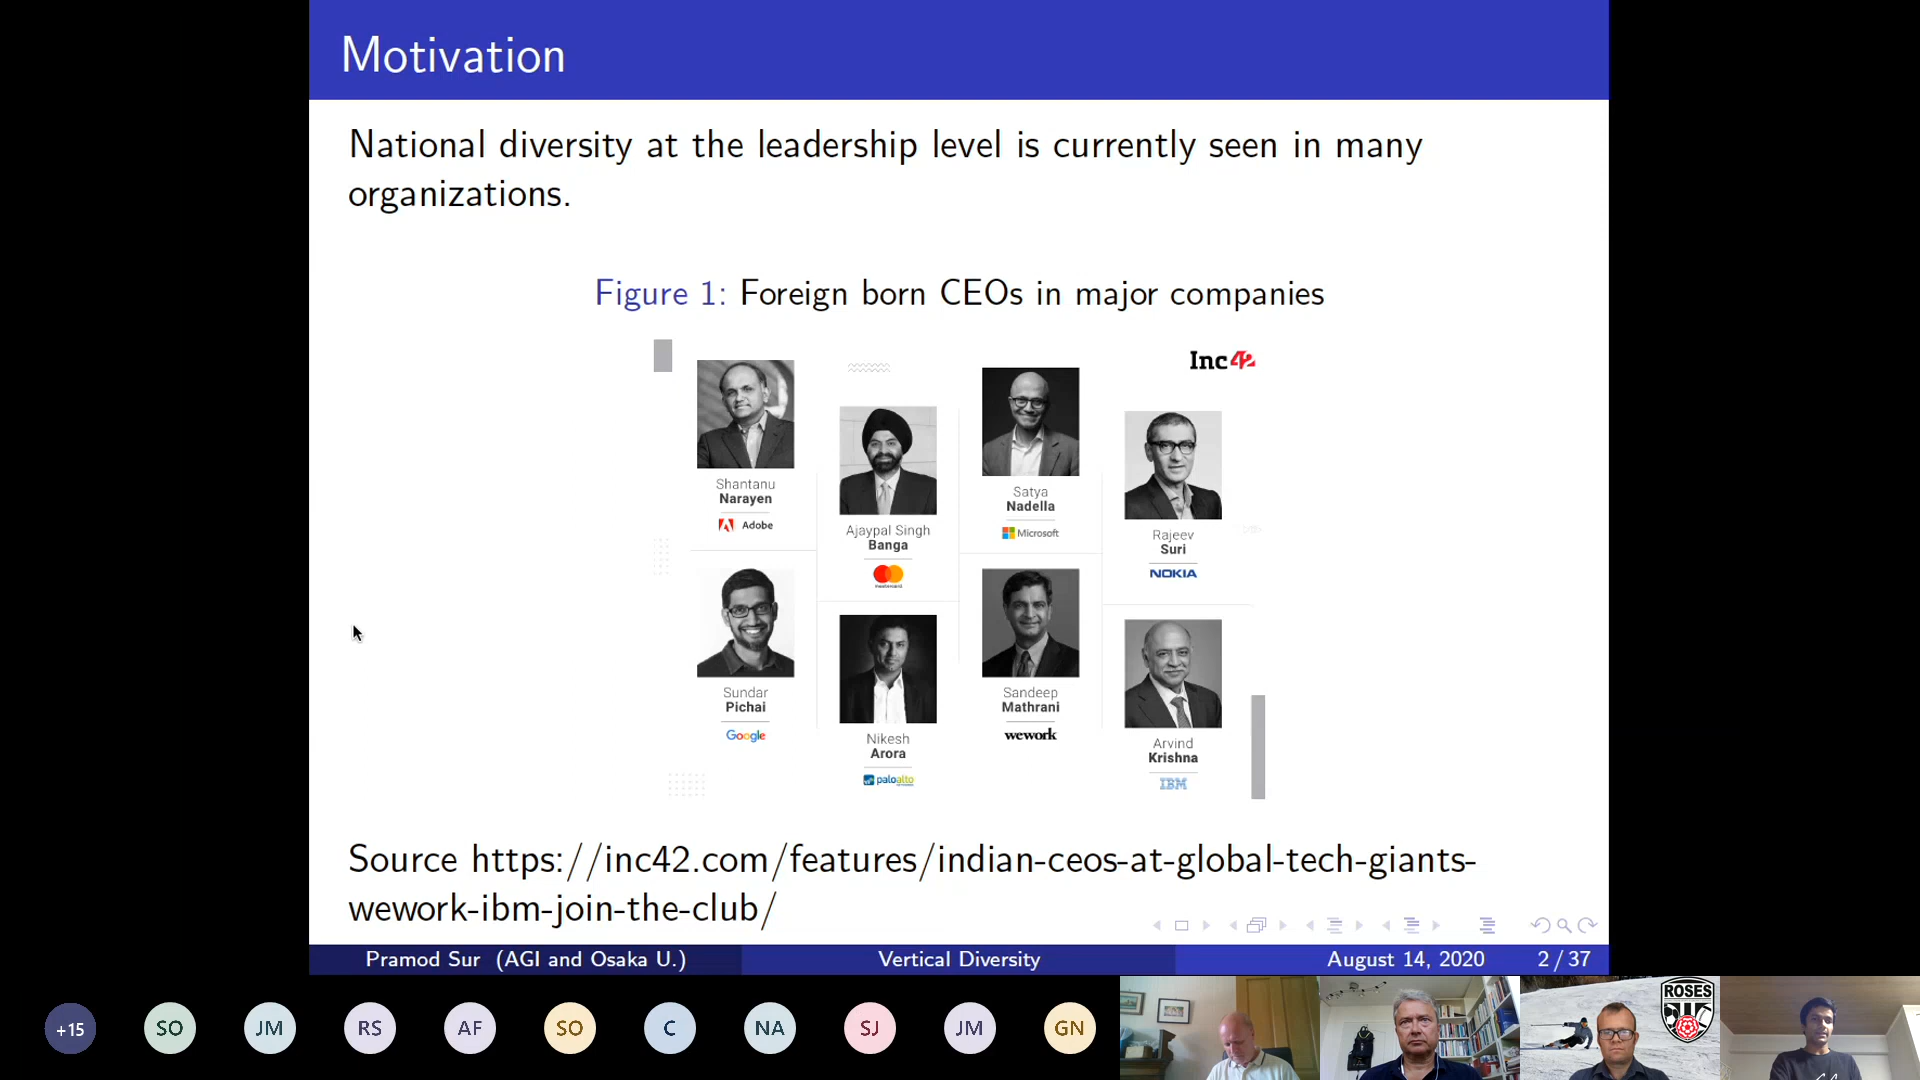 Motivation
National diversity at the leadership level is currently seen in many
organizations.
Figure 1: Foreign born CEOs in major companies
Inc42
Shantanu
Narayen
Adobe
Ajaypal Singh
Banga
mastercard
Satya
Nadella
Microsoft
Rajeev
Suri
NOKIA
Sundar
Pichai
Google
Nikesh
Arora
paloalto
Sandeep
Mathrani
wework
Arvind
Krishna
IBM
Source https://inc42.com/features/indian-ceos-at-global-tech-giants-
wework-ibm-join-the-club/
Pramod Sur (AGI and Osaka U.) Vertical Diversity August 14, 2020 2 / 37
+15 SO JM RS AF SO C NA SJ JM GN
ROSES